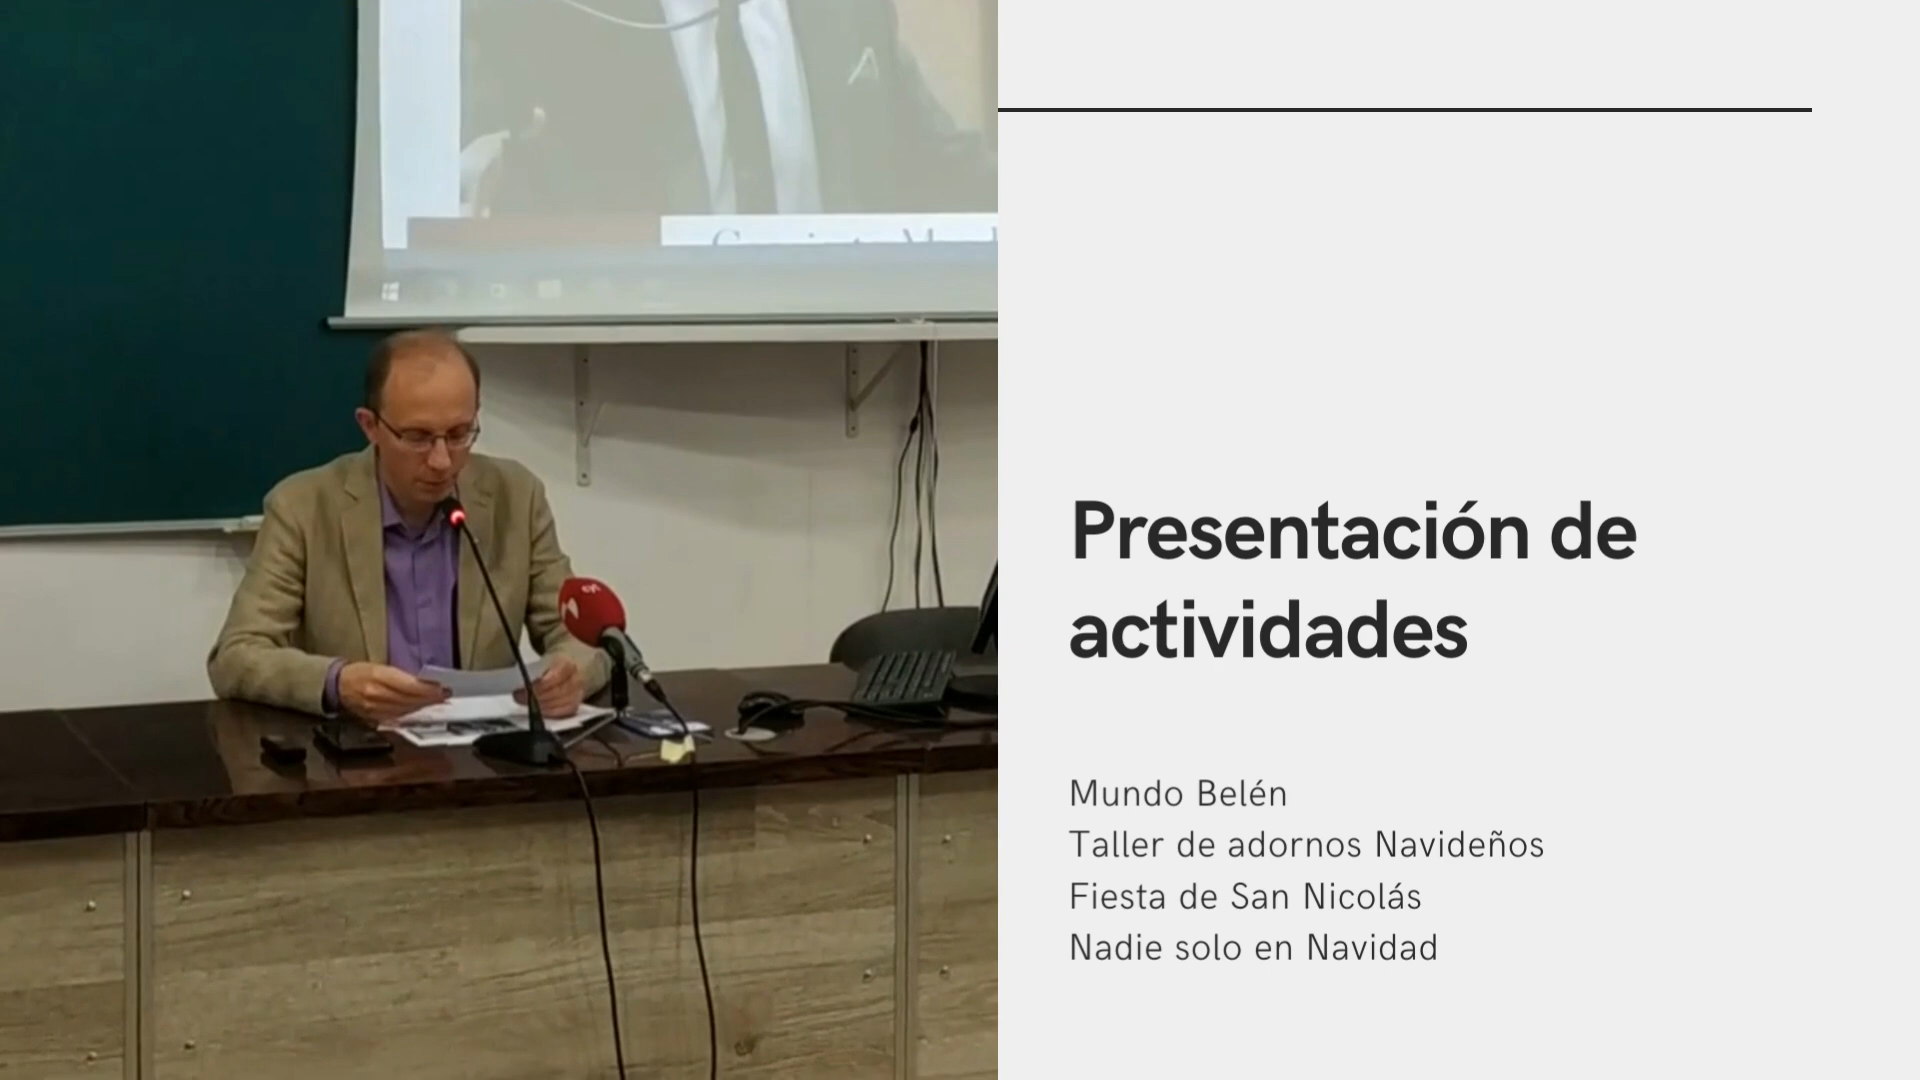 Presentación de
actividades
Mundo Belén
Taller de adornos Navideños
Fiesta de San Nicolás
Nadie solo en Navidad